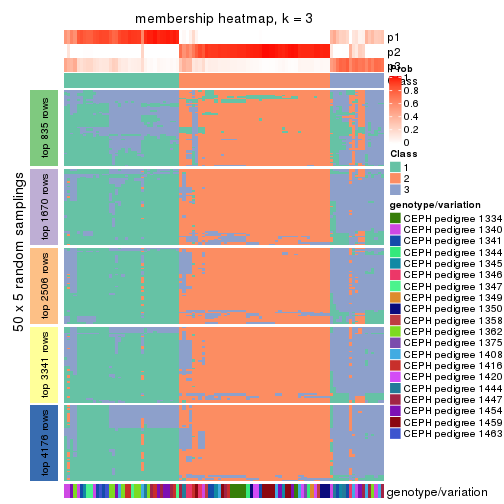 membership heatmap, k = 3
p1
p2
p3
Prob
1
0.8
0.6
0.4
0.2
0
Class
Class
1
2
3
genotype/variation
CEPH pedigree 1334
CEPH pedigree 1340
CEPH pedigree 1341
CEPH pedigree 1344
CEPH pedigree 1345
CEPH pedigree 1346
CEPH pedigree 1347
CEPH pedigree 1349
CEPH pedigree 1350
CEPH pedigree 1358
CEPH pedigree 1362
CEPH pedigree 1375
CEPH pedigree 1408
CEPH pedigree 1416
CEPH pedigree 1420
CEPH pedigree 1444
CEPH pedigree 1447
CEPH pedigree 1454
CEPH pedigree 1459
CEPH pedigree 1463
50 x 5 random samplings
top 835 rows
top 1670 rows
top 2506 rows
top 3341 rows
top 4176 rows
genotype/variation